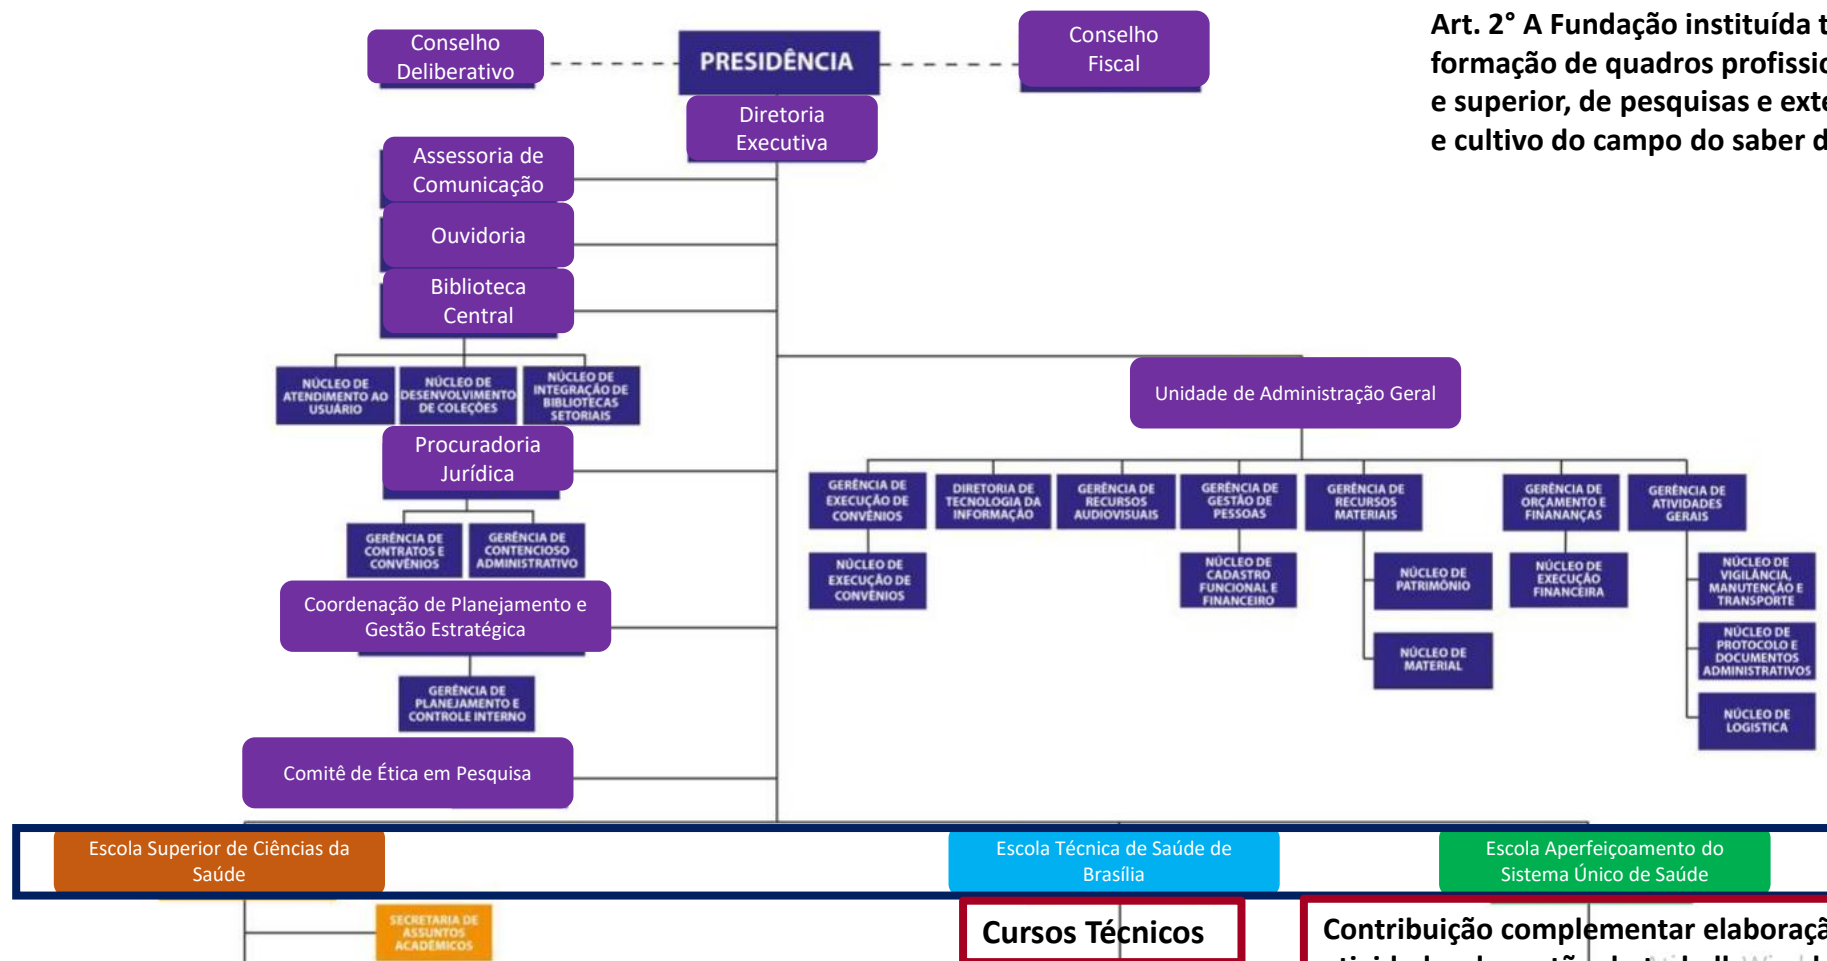 Conselho
Deliberativo
PRESIDÊNCIA
Conselho
Fiscal
Art. 2° A Fundação instituída t
formação de quadros profissio
e superior, de pesquisas e exte
e cultivo do campo do saber d
Diretoria
Executiva
Assessoria de
Comunicação
Ouvidoria
Biblioteca
Central
NÚCLEO DE
ATENDIMENTO AO
USUÁRIO
NÚCLEO DE
DESENVOLVIMENTO
DE COLEÇÕES
NÚCLEO DE
INTEGRAÇÃO DE
BIBLIOTECAS
SETORIAIS
Unidade de Administração Geral
Procuradoria
Jurídica
GERÊNCIA DE
CONTRATOS E
CONVÊNIOS
GERÊNCIA DE
CONTENCIOSO
ADMINISTRATIVO
GERÊNCIA DE
EXECUÇÃO DE
CONVÊNIOS
DIRETORIA DE
TECNOLOGIA DA
INFORMAÇÃO
GERÊNCIA DE
RECURSOS
AUDIOVISUAIS
GERÊNCIA DE
GESTÃO DE
PESSOAS
GERÊNCIA DE
RECURSOS
MATERIAIS
GERÊNCIA DE
ORÇAMENTO E
FINANANÇAS
GERÊNCIA DE
ATIVIDADES
GERAIS
NÚCLEO DE
EXECUÇÃO DE
CONVÊNIOS
NÚCLEO DE
CADASTRO
FUNCIONAL E
FINANCEIRO
NÚCLEO DE
PATRIMÔNIO
NÚCLEO DE
EXECUÇÃO
FINANCEIRA
NÚCLEO DE
VIGILÂNCIA,
MANUTENÇÃO E
TRANSPORTE
NÚCLEO DE
MATERIAL
NÚCLEO DE
PROTOCOLO E
DOCUMENTOS
ADMINISTRATIVOS
NÚCLEO DE
LOGISTICA
Coordenação de Planejamento e
Gestão Estratégica
GERÊNCIA DE
PLANEJAMENTO E
CONTROLE INTERNO
Comitê de Ética em Pesquisa
Escola Superior de Ciências da
Saúde
Escola Técnica de Saúde de
Brasília
Escola Aperfeiçoamento do
Sistema Único de Saúde
SECRETARIA DE
ASSUNTOS
ACADÊMICOS
Cursos Técnicos
Contribuição complementar elaboraçã